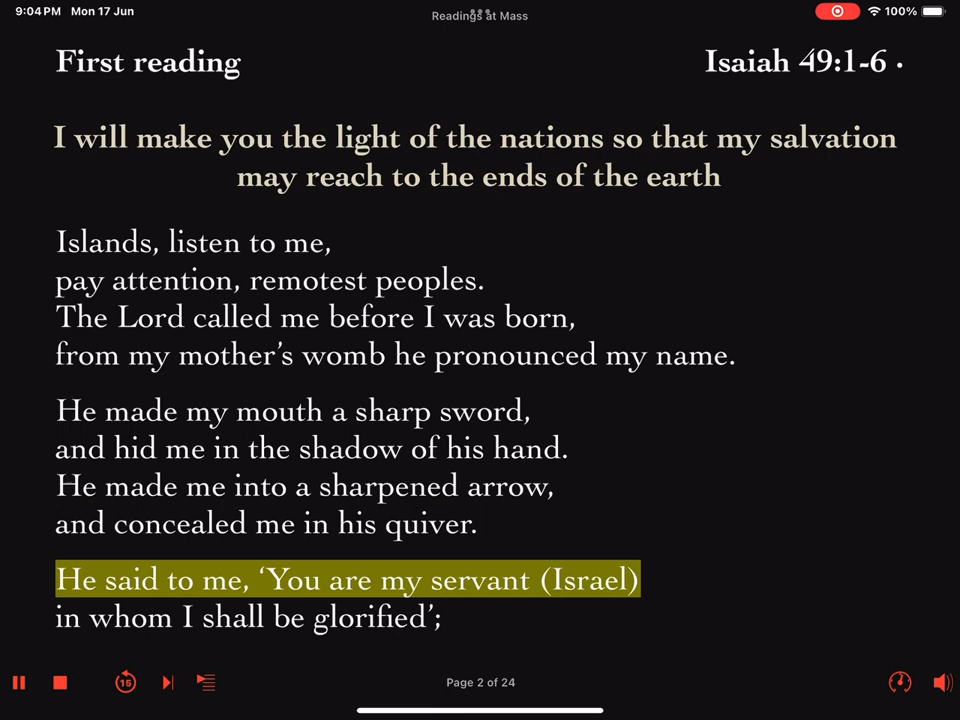 9:04PM Mon 17 Jun
Readings at Mass
100%
First reading
Isaiah 49:1-6 •
I will make you the light of the nations so that my salvation
may reach to the ends of the earth
Islands, listen to me,
pay attention, remotest peoples.
The Lord called me before I was born,
from my mother’s womb he pronounced my name.
He made my mouth a sharp sword,
and hid me in the shadow of his hand.
He made me into a sharpened arrow,
and concealed me in his quiver.
He said to me, ‘You are my servant (Israel)
in whom I shall be glorified’;
15
Page 2 of 24